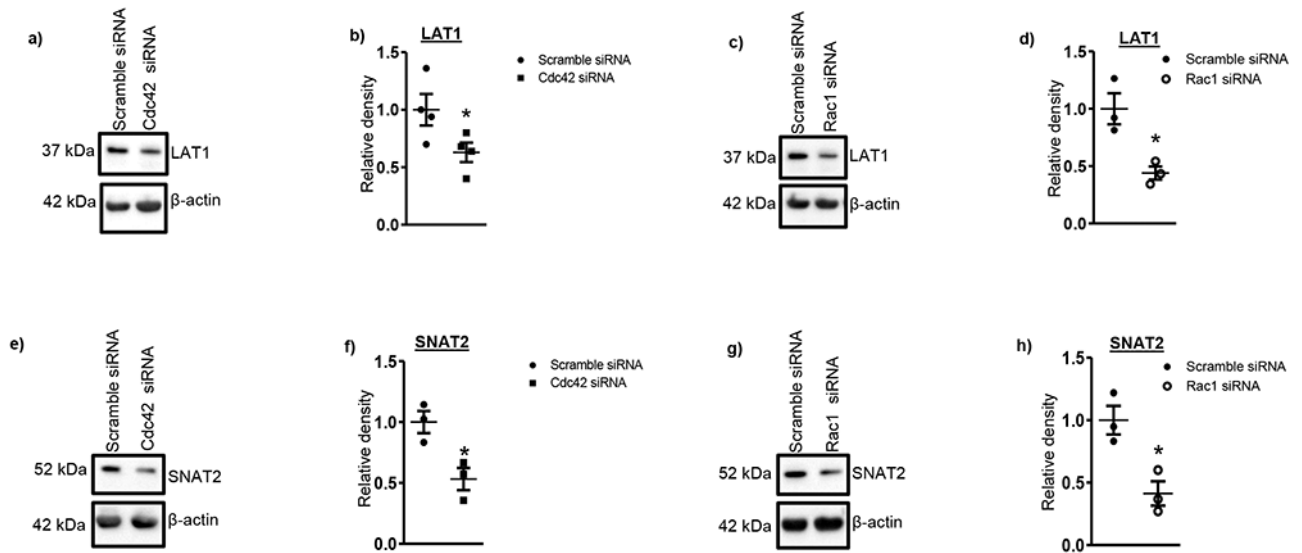 a)
Scramble siRNA
Cdc42 siRNA
37 kDa
LAT1
42 kDa
β-actin
b)
LAT1
1.5
1.0
0.5
0.0
Relative density
*
Scramble siRNA
Cdc42 siRNA
c)
Scramble siRNA
Rac1 siRNA
37 kDa
LAT1
42 kDa
β-actin
d)
LAT1
1.5
1.0
0.5
0.0
Relative density
*
Scramble siRNA
Rac1 siRNA
e)
Scramble siRNA
Cdc42 siRNA
52 kDa
SNAT2
42 kDa
β-actin
f)
SNAT2
1.5
1.0
0.5
0.0
Relative density
*
Scramble siRNA
Cdc42 siRNA
g)
Scramble siRNA
Rac1 siRNA
52 kDa
SNAT2
42 kDa
β-actin
h)
SNAT2
1.5
1.0
0.5
0.0
Relative density
*
Scramble siRNA
Rac1 siRNA